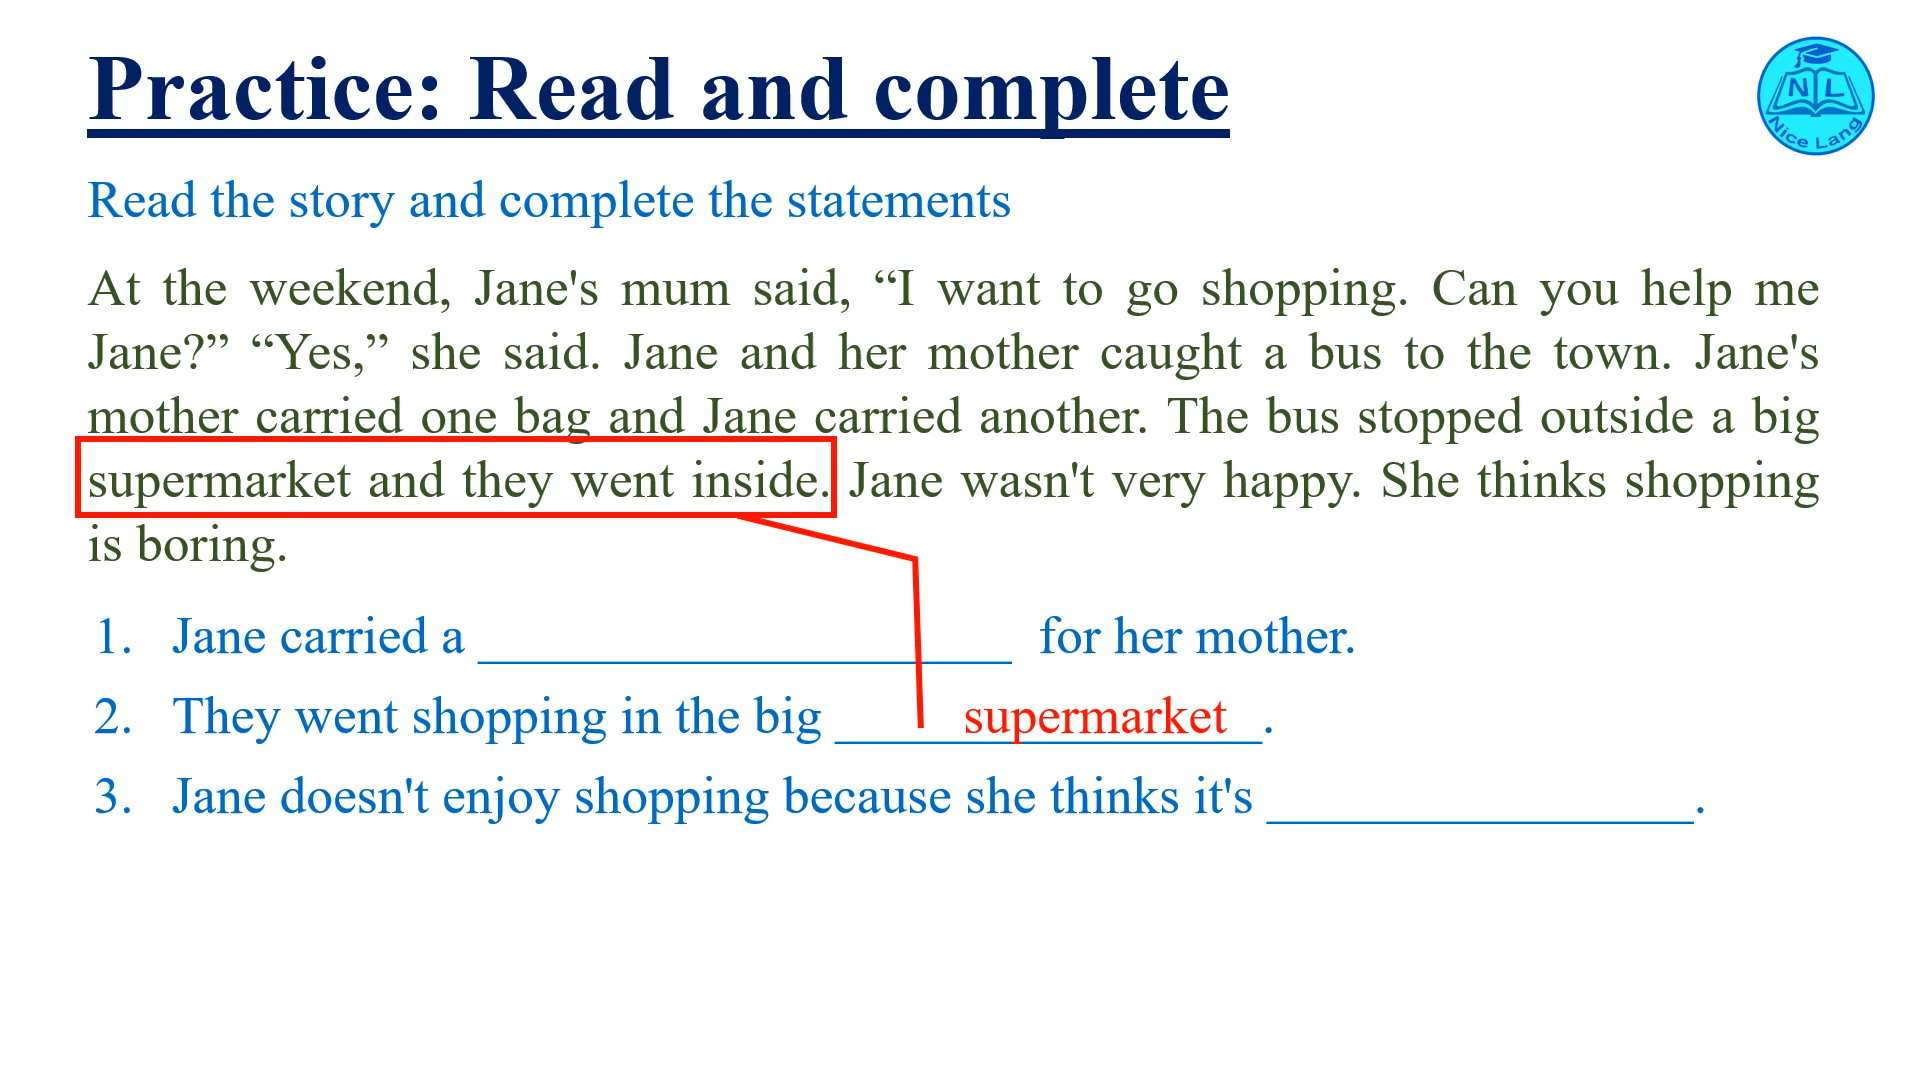 Practice: Read and complete
N L
Nice Lang
Read the story and complete the statements
At the weekend, Jane's mum said, “I want to go shopping. Can you help me
Jane?” “Yes,” she said. Jane and her mother caught a bus to the town. Jane's
mother carried one bag and Jane carried another. The bus stopped outside a big
supermarket and they went inside. Jane wasn't very happy. She thinks shopping
is boring.
1. Jane carried a ____________________ for her mother.
2. They went shopping in the big _____supermarket_.
3. Jane doesn't enjoy shopping because she thinks it's ________________.